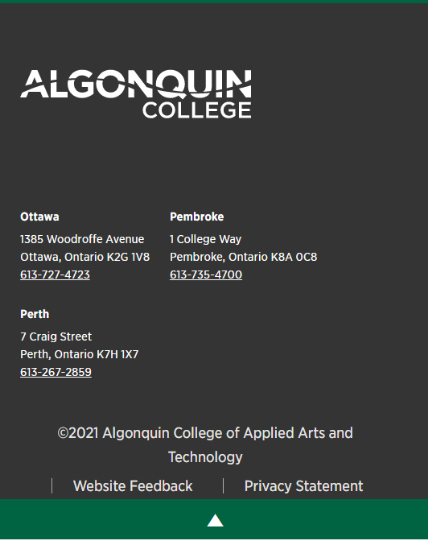 ALGONQUIN
COLLEGE
Ottawa
1385 Woodroffe Avenue
Ottawa, Ontario K2G 1V8
613-727-4723
Pembroke
1 College Way
Pembroke, Ontario K8A 0C8
613-735-4700
Perth
7 Craig Street
Perth, Ontario K7H 1X7
613-267-2859
©2021 Algonquin College of Applied Arts and
Technology
| Website Feedback | Privacy Statement